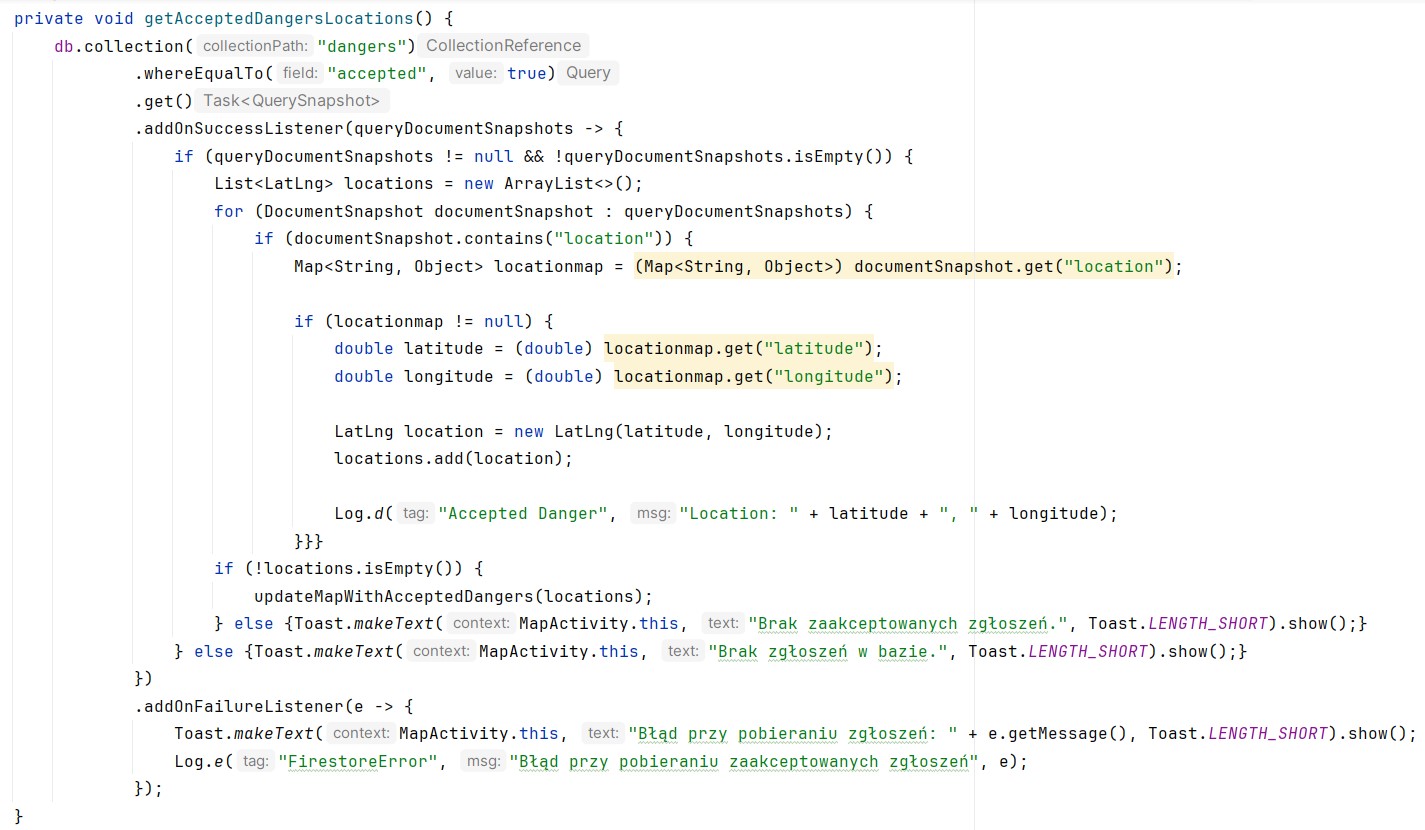 private void getAcceptedDangersLocations() {
db.collection( collectionPath: "dangers") CollectionReference
.whereEqualTo( field: "accepted", value: true) Query
.get() Task<QuerySnapshot>
.addOnSuccessListener(queryDocumentSnapshots -> {
if (queryDocumentSnapshots != null && !queryDocumentSnapshots.isEmpty()) {
List<LatLng> locations = new ArrayList<>();
for (DocumentSnapshot documentSnapshot : queryDocumentSnapshots) {
if (documentSnapshot.contains("location")) {
Map<String, Object> locationmap = (Map<String, Object>) documentSnapshot.get("location");
if (locationmap != null) {
double latitude = (double) locationmap.get("latitude");
double longitude = (double) locationmap.get("longitude");
LatLng location = new LatLng(latitude, longitude);
locations.add(location);
Log.d( tag: "Accepted Danger", msg: "Location: " + latitude + ", " + longitude);
}}}
if (!locations.isEmpty()) {
updateMapWithAcceptedDangers(locations);
} else {Toast.makeText( context: MapActivity.this, text: "Brak zaakceptowanych zgłoszeń.", Toast.LENGTH_SHORT).show();}
} else {Toast.makeText( context: MapActivity.this, text: "Brak zgłoszeń w bazie.", Toast.LENGTH_SHORT).show();}
})
.addOnFailureListener(e -> {
Toast.makeText( context: MapActivity.this, text: "Błąd przy pobieraniu zgłoszeń: " + e.getMessage(), Toast.LENGTH_SHORT).show();
Log.e( tag: "FirestoreError", msg: "Błąd przy pobieraniu zaakceptowanych zgłoszeń", e);
});
}